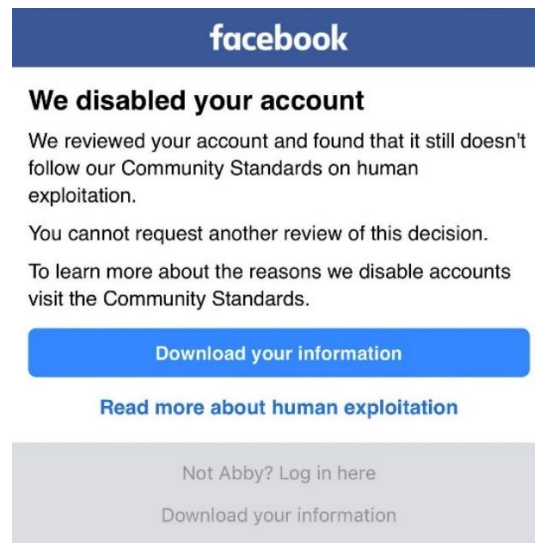 facebook
We disabled your account
We reviewed your account and found that it still doesn't
follow our Community Standards on human
exploitation.
You cannot request another review of this decision.
To learn more about the reasons we disable accounts
visit the Community Standards.
Download your information
Read more about human exploitation
Not Abby? Log in here
Download your information